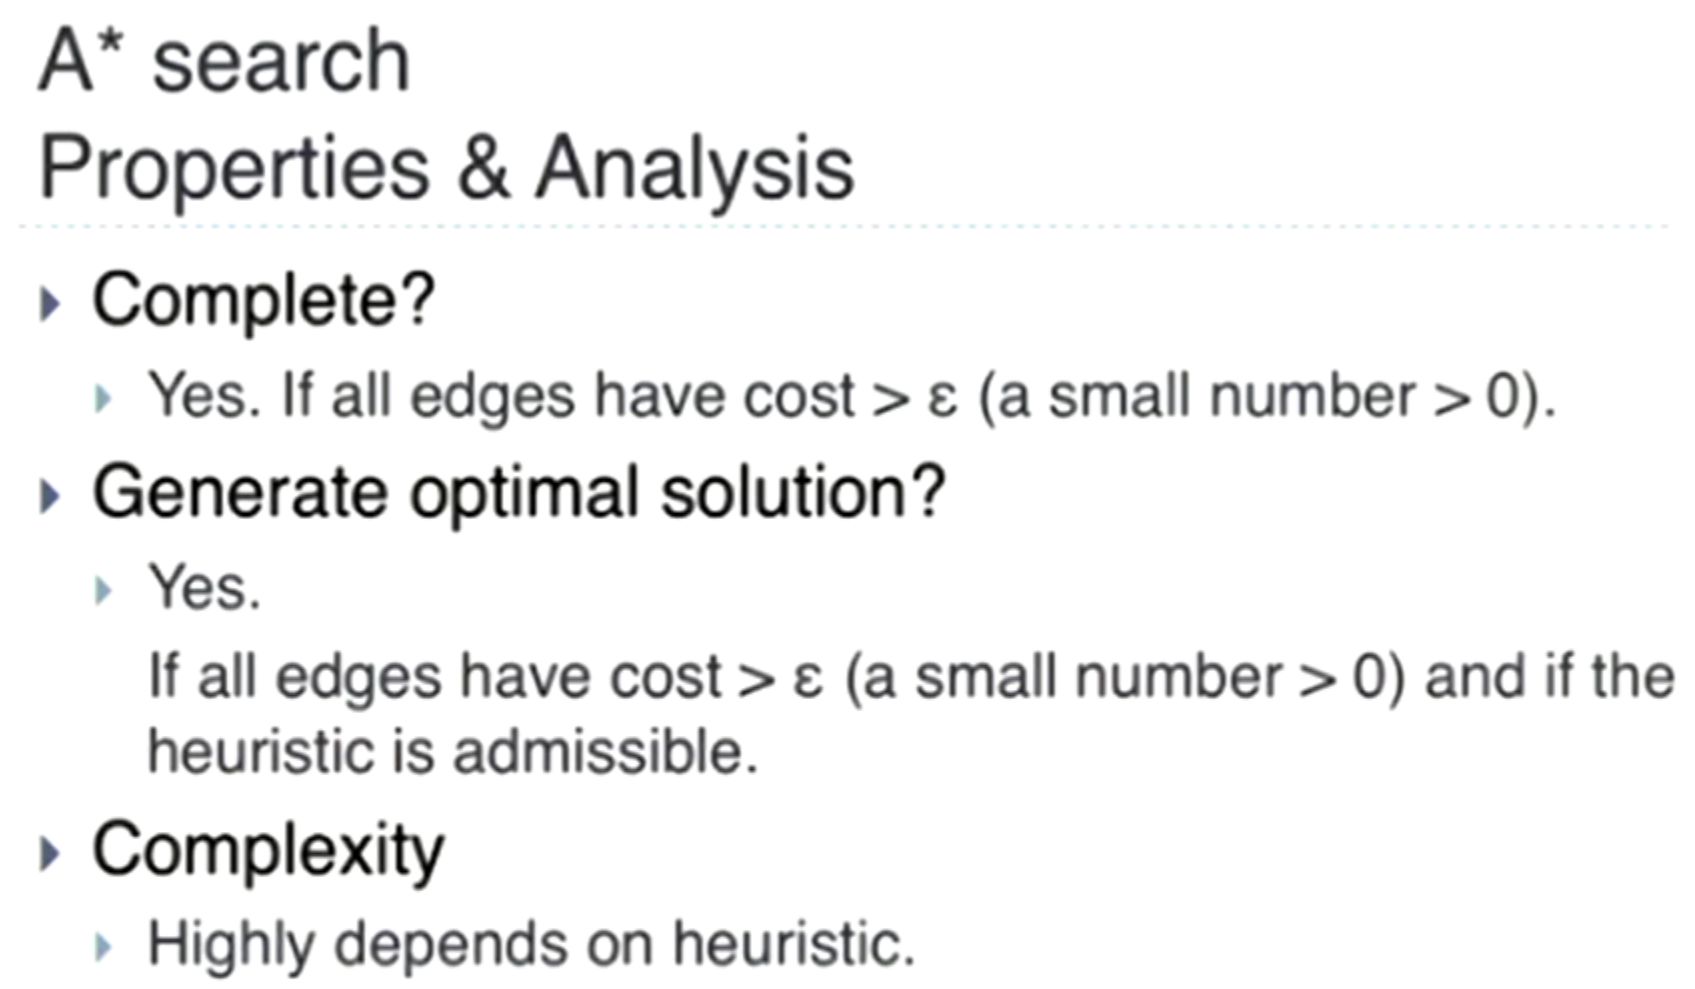 A* search
Properties & Analysis
Complete?
Yes. If all edges have cost > ε (a small number > 0).
Generate optimal solution?
Yes.
If all edges have cost > ε (a small number > 0) and if the
heuristic is admissible.
Complexity
Highly depends on heuristic.